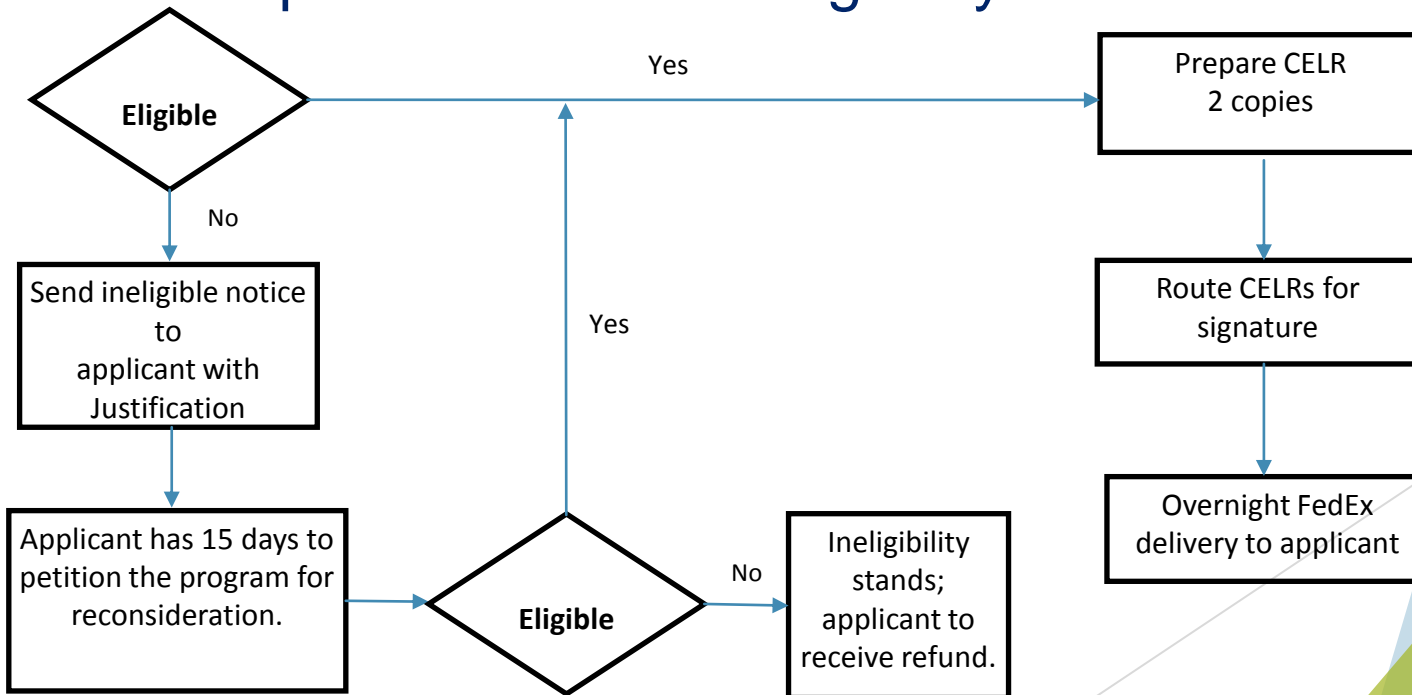 Yes
Eligible
Prepare CELR
2 copies
No
Send ineligible notice
to
applicant with
Justification
Route CELRs for
signature
Yes
Applicant has 15 days to
petition the program for
reconsideration.
Eligible
No
Ineligibility
stands;
applicant to
receive refund.
Overnight FedEx
delivery to applicant